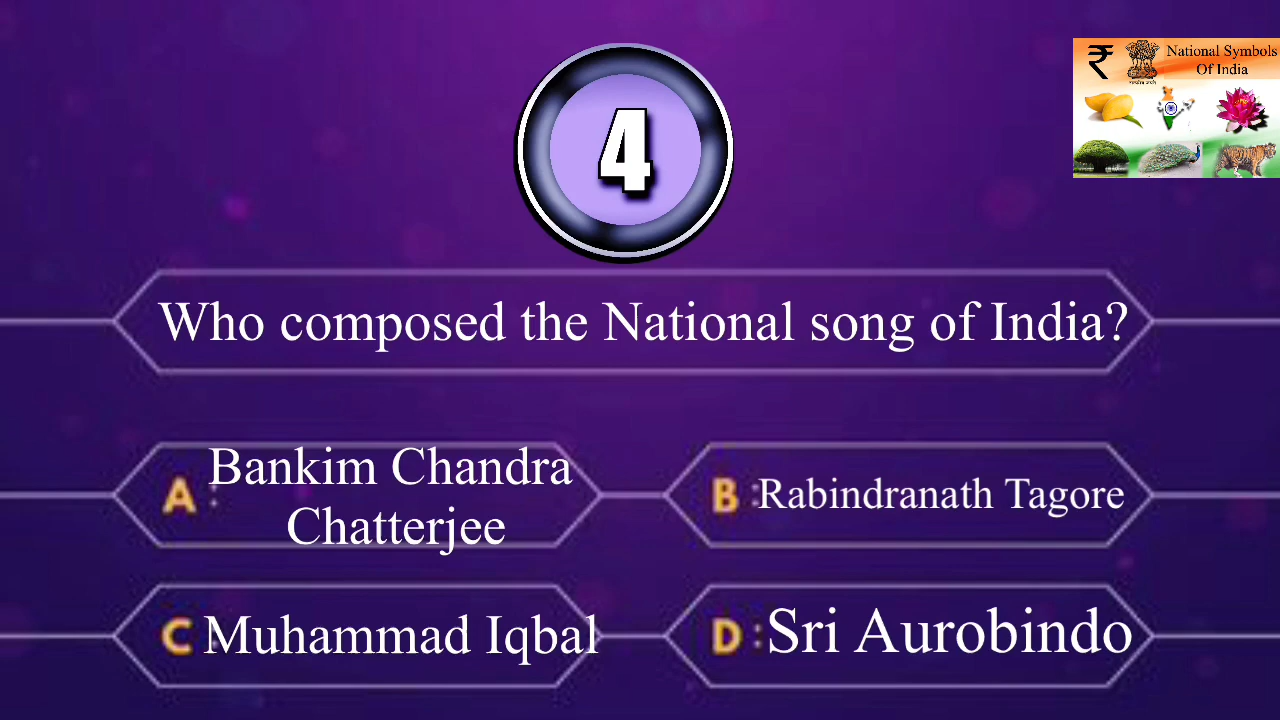 4
National Symbols
Of India
Who composed the National song of India?
A :
Bankim Chandra
Chatterjee
B : Rabindranath Tagore
C : Muhammad Iqbal
D : Sri Aurobindo